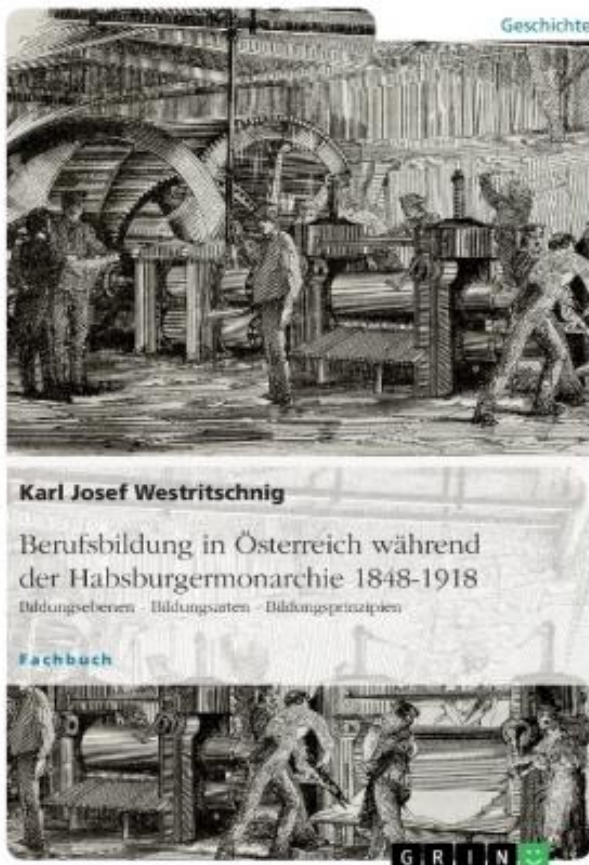 Geschichte
Karl Josef Westritschnig
Berufsbildung in Österreich während
der Habsburgermonarchie 1848-1918
Bildungsebenen - Bildungsarten - Bildungsprinzipien
Fachbuch
GRIN